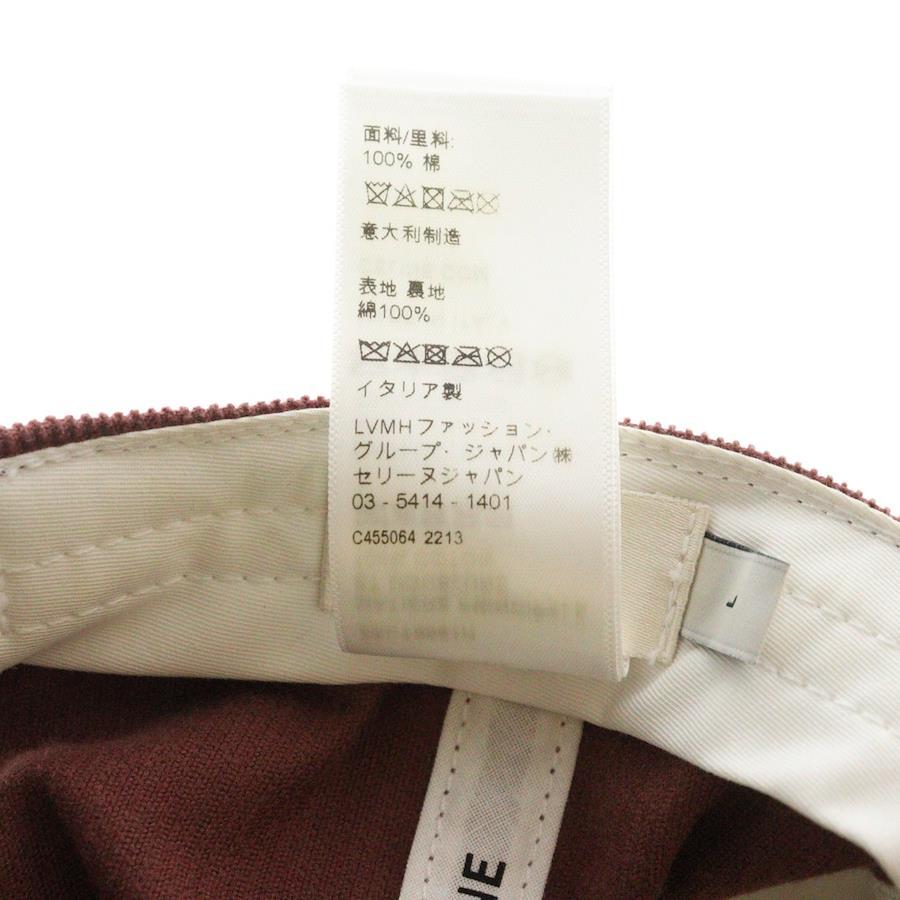 面料/里料:
100% 棉
意大利制造
表地 裏地
綿100%
イタリア製
LVMHファッション・
グループ・ジャパン㈱
セリーヌジャパン
03 - 5414 - 1401
C455064 2213
L
NE